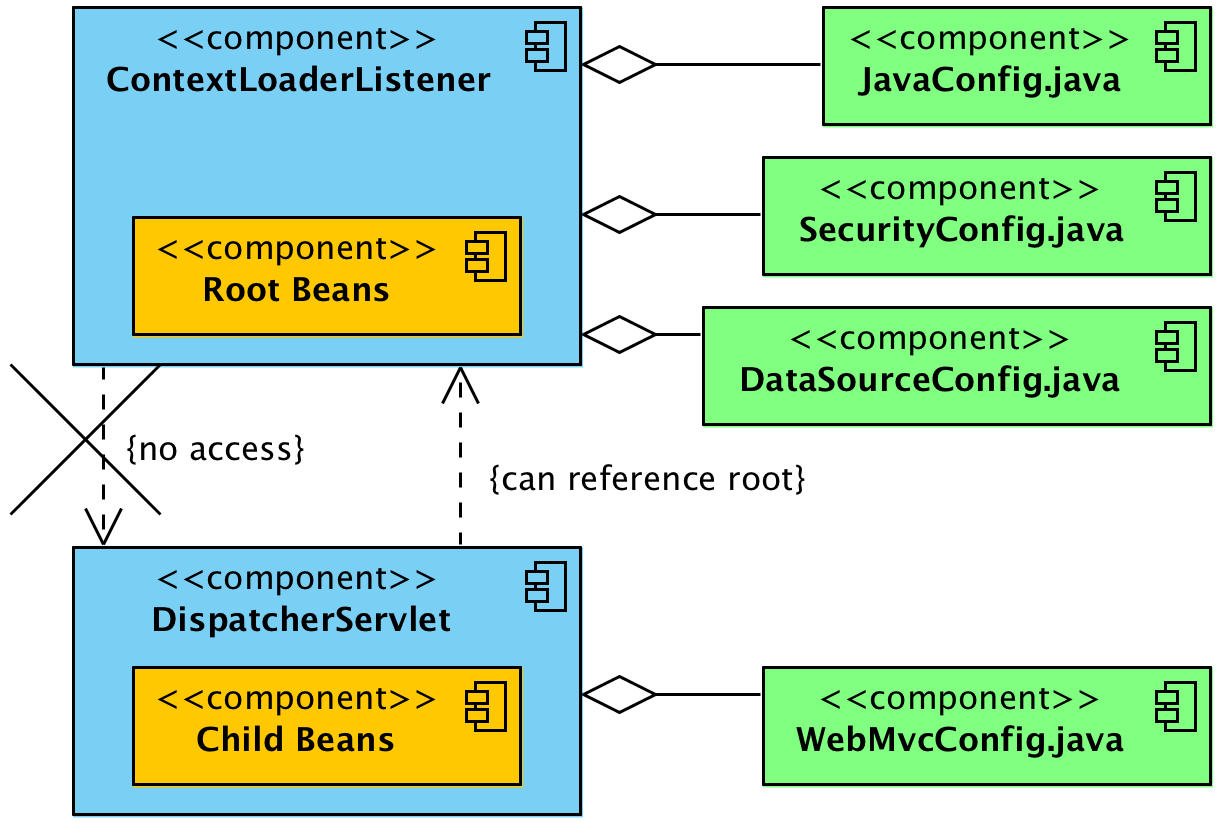 <<component>>
ContextLoaderListener
<<component>>
JavaConfig.java
<<component>>
SecurityConfig.java
<<component>>
Root Beans
<<component>>
DataSourceConfig.java
{no access}
{can reference root}
<<component>>
DispatcherServlet
<<component>>
Child Beans
<<component>>
WebMvcConfig.java